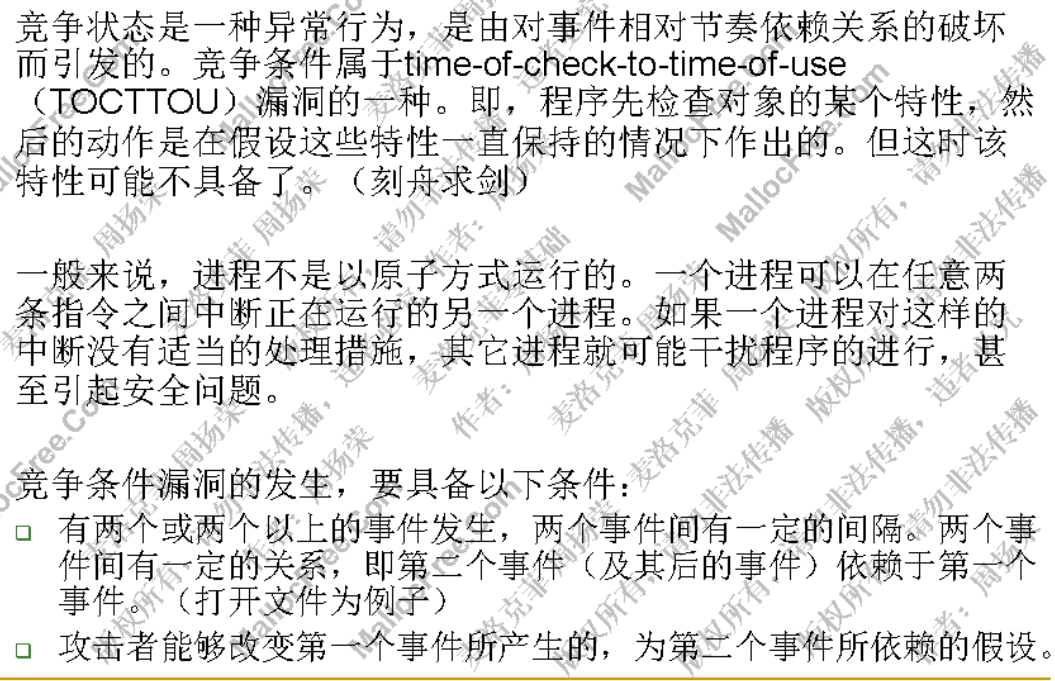 竞争状态是一种异常行为，是由对事件相对节奏依赖关系的破坏
而引发的。竞争条件属于time-of-check-to-time-of-use
（TOCTTOU）漏洞的一种。即，程序先检查对象的某个特性，然
后的动作是在假设这些特性一直保持的情况下作出的。但这时该
特性可能不具备了。（刻舟求剑）
一般来说，进程不是以原子方式运行的。一个进程可以在任意两
条指令之间中断正在运行的另一个进程。如果一个进程对这样的
中断没有适当的处理措施，其它进程就可能干扰程序的进行，甚
至引起安全问题。
竞争条件漏洞的发生，要具备以下条件：
有两个或两个以上的事件发生，两个事件间有一定的间隔。两个事
件间有一定的关系，即第二个事件（及其后的事件）依赖于第一个
事件。（打开文件为例子）
攻击者能够改变第一个事件所产生的，为第二个事件所依赖的假设。